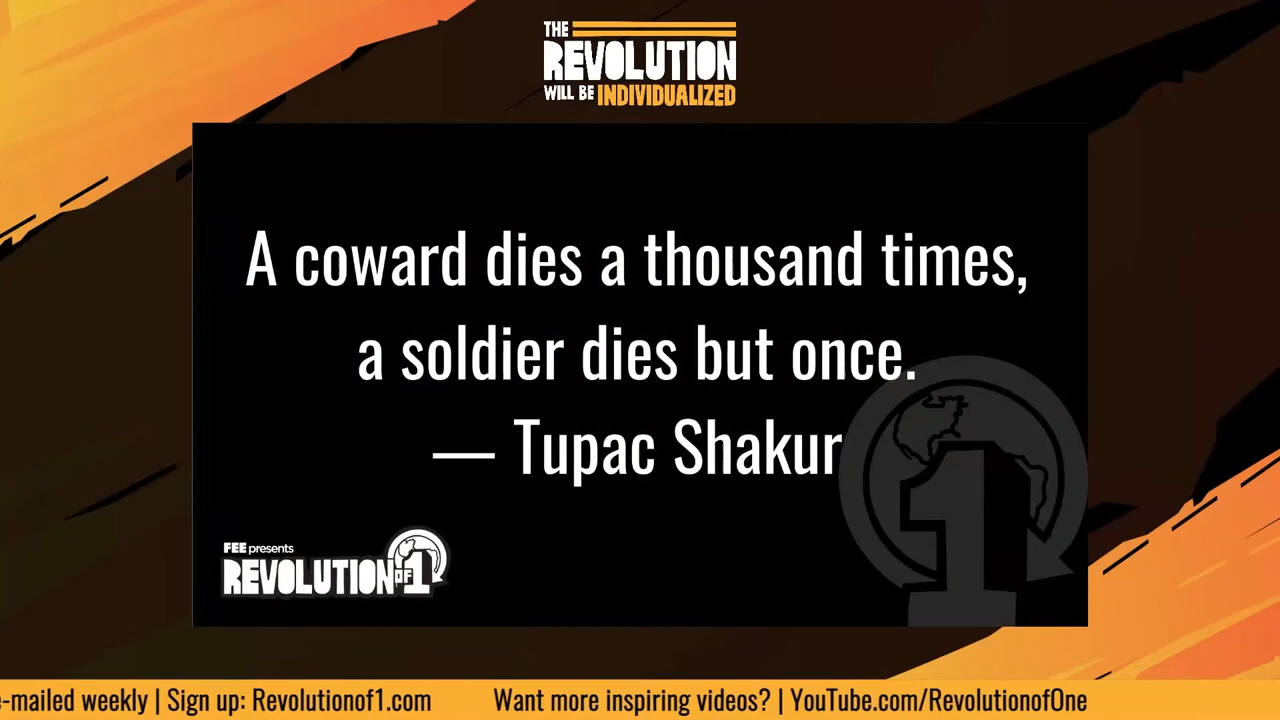 THE
REVOLUTION
WILL BE INDIVIDUALIZED
A coward dies a thousand times,
a soldier dies but once.
— Tupac Shakur
1
FEE presents
REVOLUTION OF 1
e-mailed weekly | Sign up: Revolutionof1.com Want more inspiring videos? | YouTube.com/RevolutionofOne